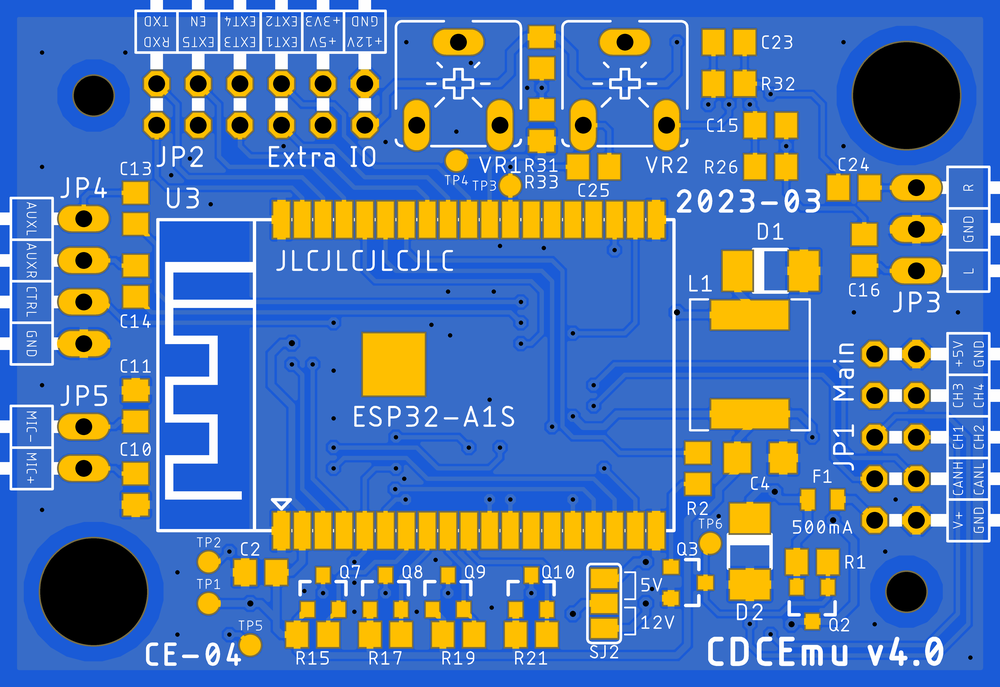 TXD EN EXT4 EXT2 +3V3 GND
RXD EXT5 EXT3 EXT1 +5V +12V
JP2
Extra IO
VR1
VR2
R31
R33
TP4
TP3
C25
C23
R32
C15
R26
C24
2023-03
C13
U3
JP4
AUXL
AUXR
CTRL
GND
C14
C11
JP5
MIC-
MIC+
C10
JLCJLCJLCJLC
ESP32-A1S
D1
L1
R
GND
L
C16
JP3
JP1 Main
+5V GND
CH3 CH4
CH1 CH2
CANH CANL
V+ GND
R2
C4
F1
500mA
TP6
TP2
C2
TP1
TP5
Q7
Q8
Q9
Q10
Q3
5V
12V
SJ2
R1
D2
Q2
R15
R17
R19
R21
CE-04
CDCEmu v4.0